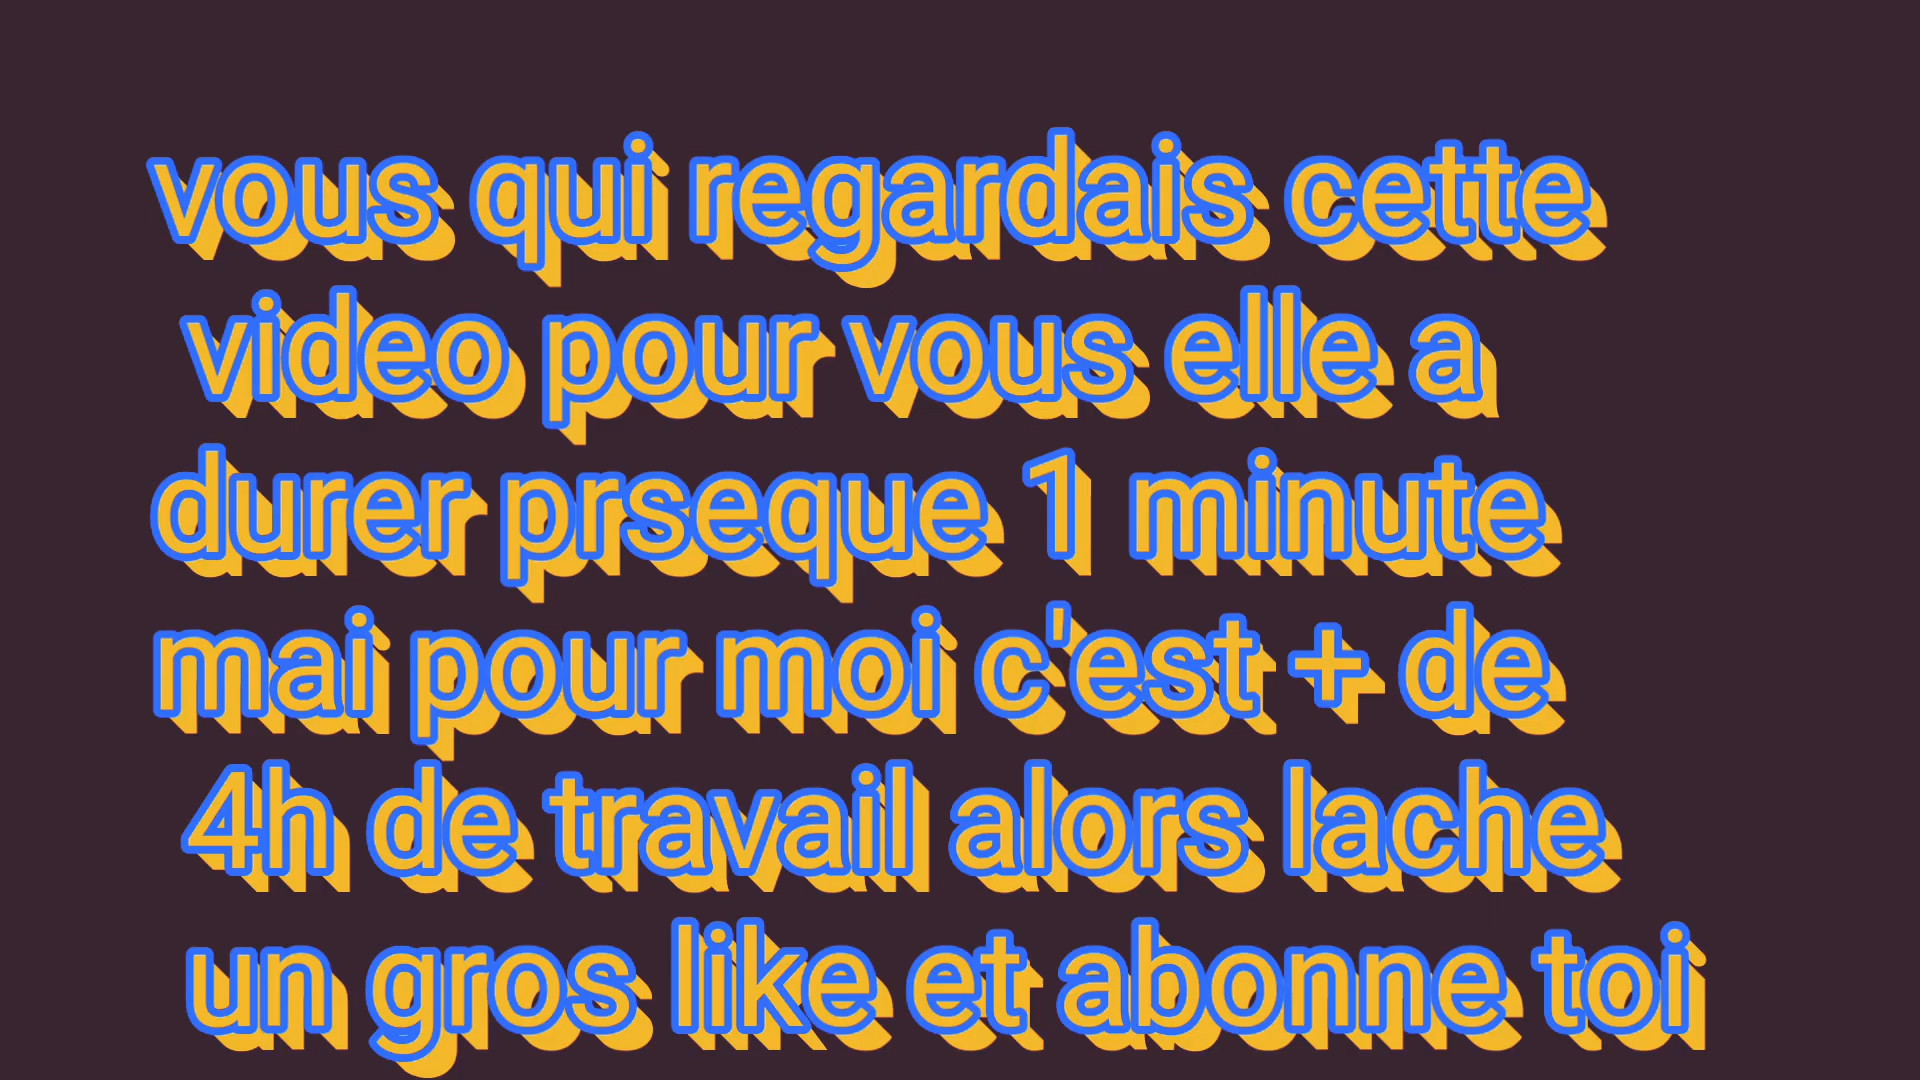 vous qui regardais cette
video pour vous elle a
durer prseque 1 minute
mai pour moi c'est + de
4h de travail alors lache
un gros like et abonne toi